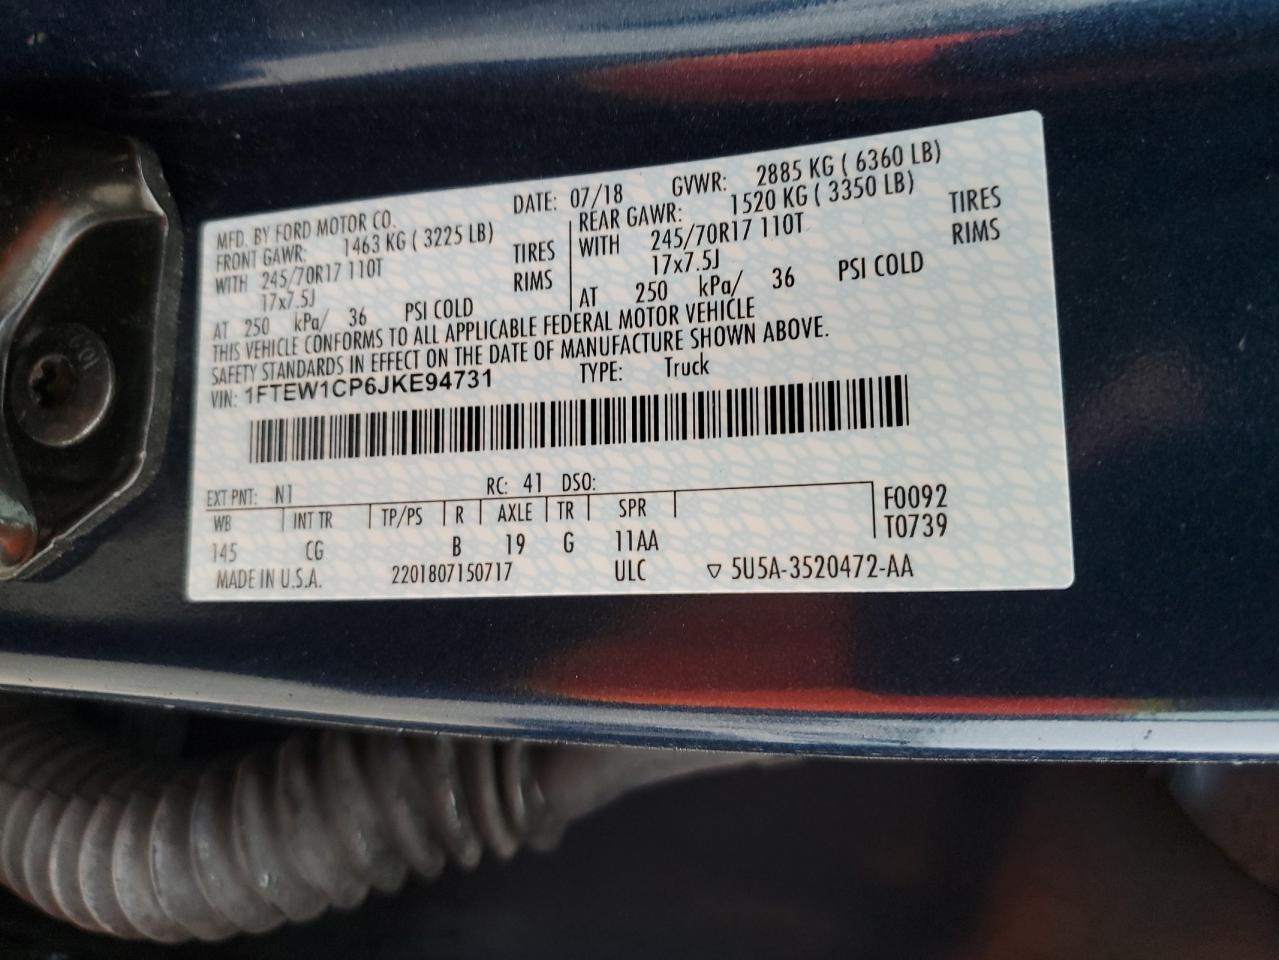 MFD. BY FORD MOTOR CO.
DATE: 07/18 GVWR: 2885 KG ( 6360 LB)
FRONT GAWR: 1463 KG ( 3225 LB)
WITH 245/70R17 110T TIRES
17x7.5J RIMS
AT 250 kPa/ 36 PSI COLD
REAR GAWR: 1520 KG ( 3350 LB)
WITH 245/70R17 110T TIRES
17x7.5J RIMS
AT 250 kPa/ 36 PSI COLD
THIS VEHICLE CONFORMS TO ALL APPLICABLE FEDERAL MOTOR VEHICLE
SAFETY STANDARDS IN EFFECT ON THE DATE OF MANUFACTURE SHOWN ABOVE.
VIN: 1FTEW1CP6JKE94731 TYPE: Truck
EXT PNT: N1 RC: 41 DSO:
WB INT TR TP/PS R AXLE TR SPR F0092
T0739
145 CG B 19 G 11AA
MADE IN U.S.A. 2201807150717 ULC ▽ 5U5A-3520472-AA